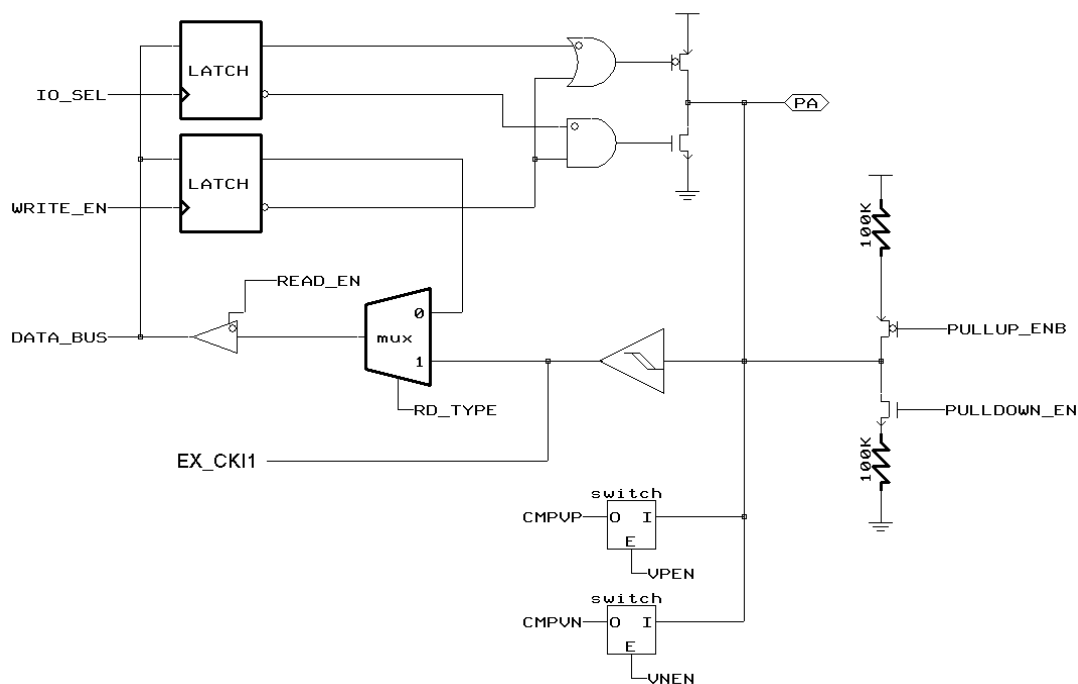 LATCH
IO_SEL
PA
LATCH
WRITE_EN
100K
READ_EN
0
DATA_BUS
mux
PULLUP_ENB
1
RD_TYPE
PULLDOWN_EN
EX_CKI1
100K
switch
CMPVP O I
E
VPEN
switch
CMPVN O I
E
VNEN